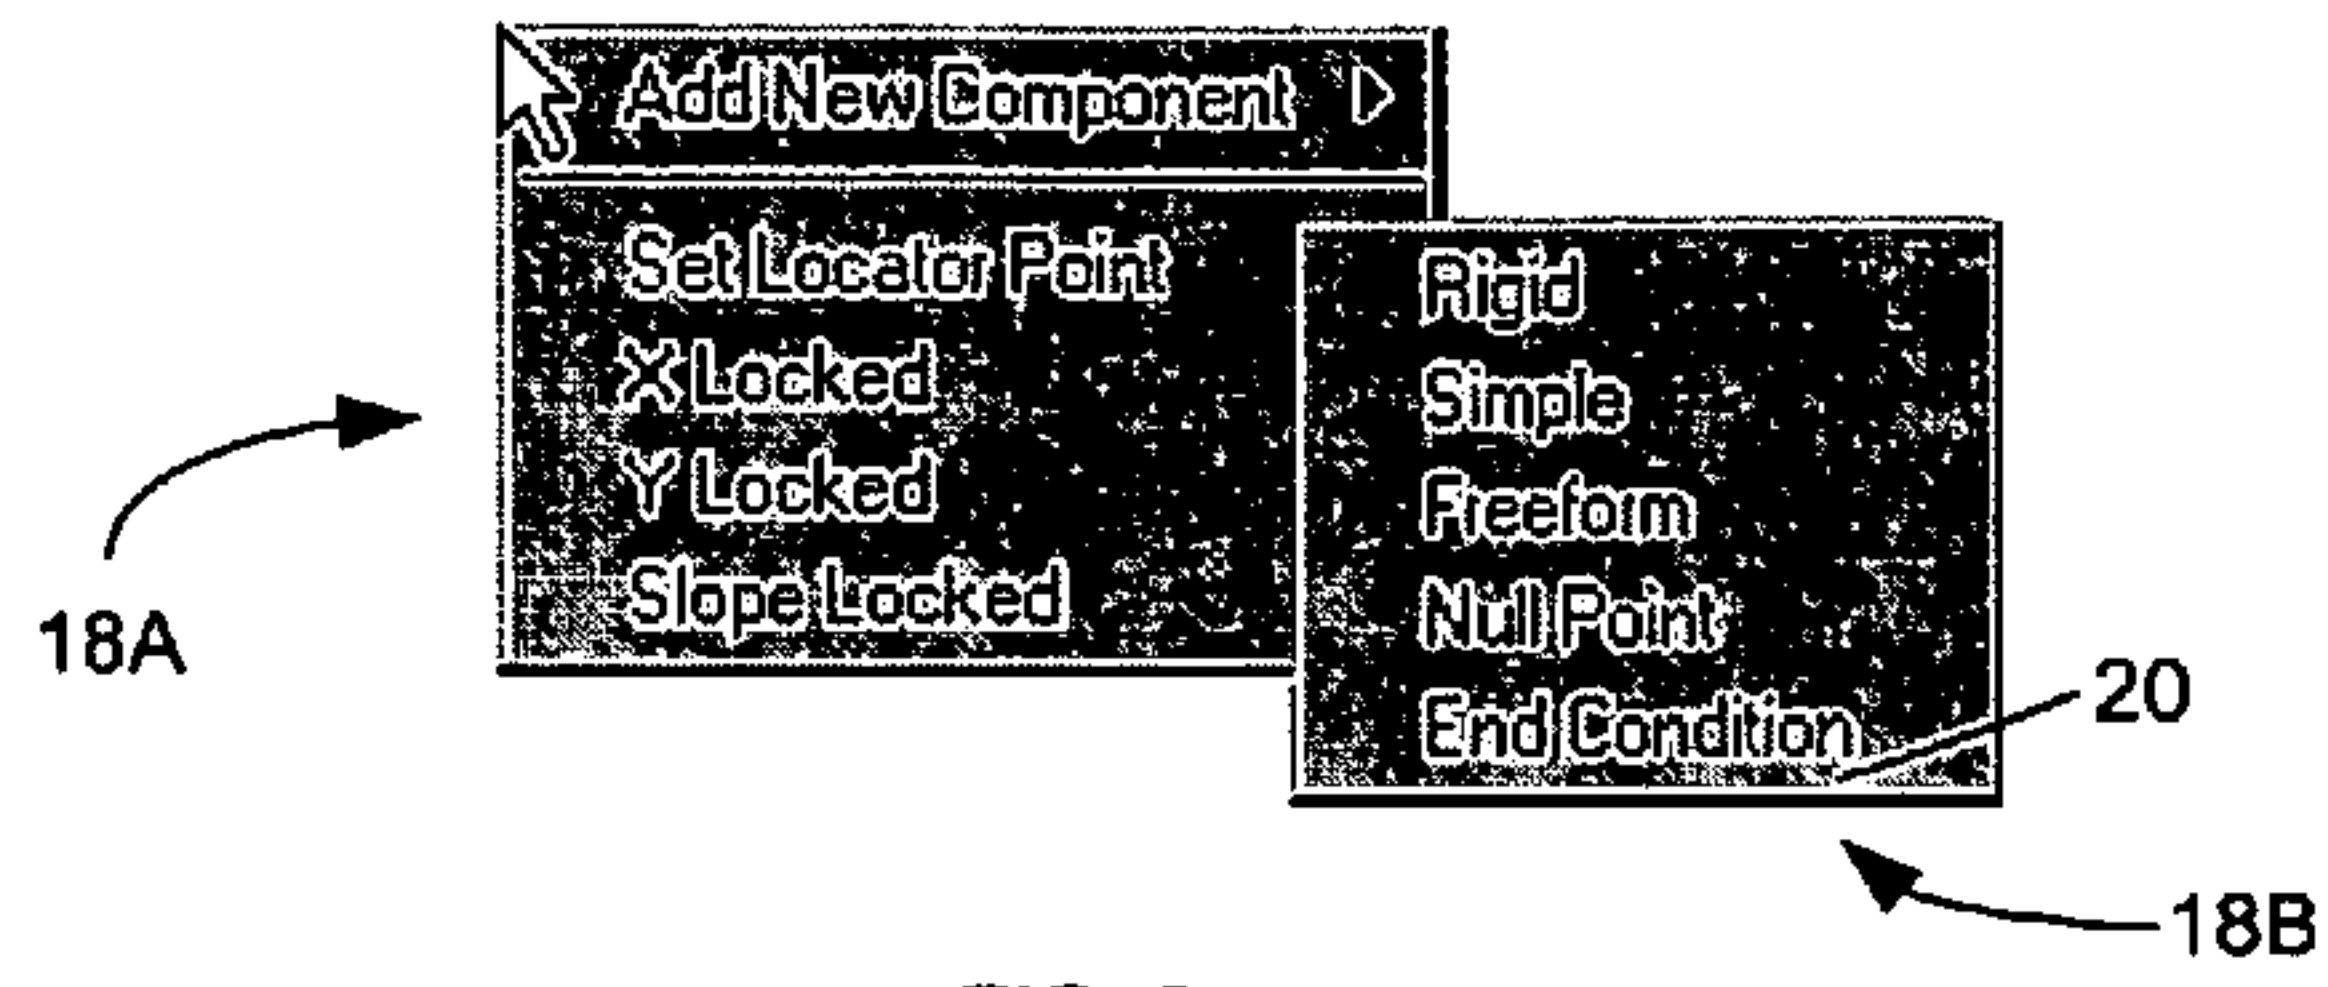 Add New Component
Set Locator Point
X Locked
Y Locked
Slope Locked
Rigid
Simple
Freeform
Null Point
End Condition
18A
20
18B